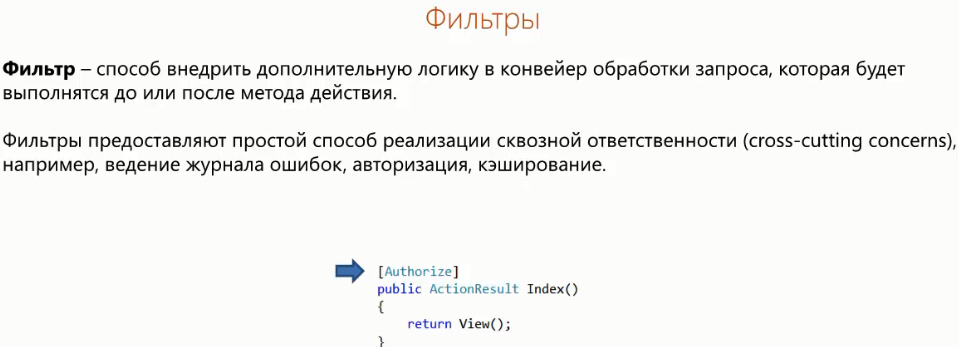 Фильтры
Фильтр – способ внедрить дополнительную логику в конвейер обработки запроса, которая будет
выполнятся до или после метода действия.
Фильтры предоставляют простой способ реализации сквозной ответственности (cross-cutting concerns),
например, ведение журнала ошибок, авторизация, кэширование.
[Authorize]
public ActionResult Index()
{
    return View();
}